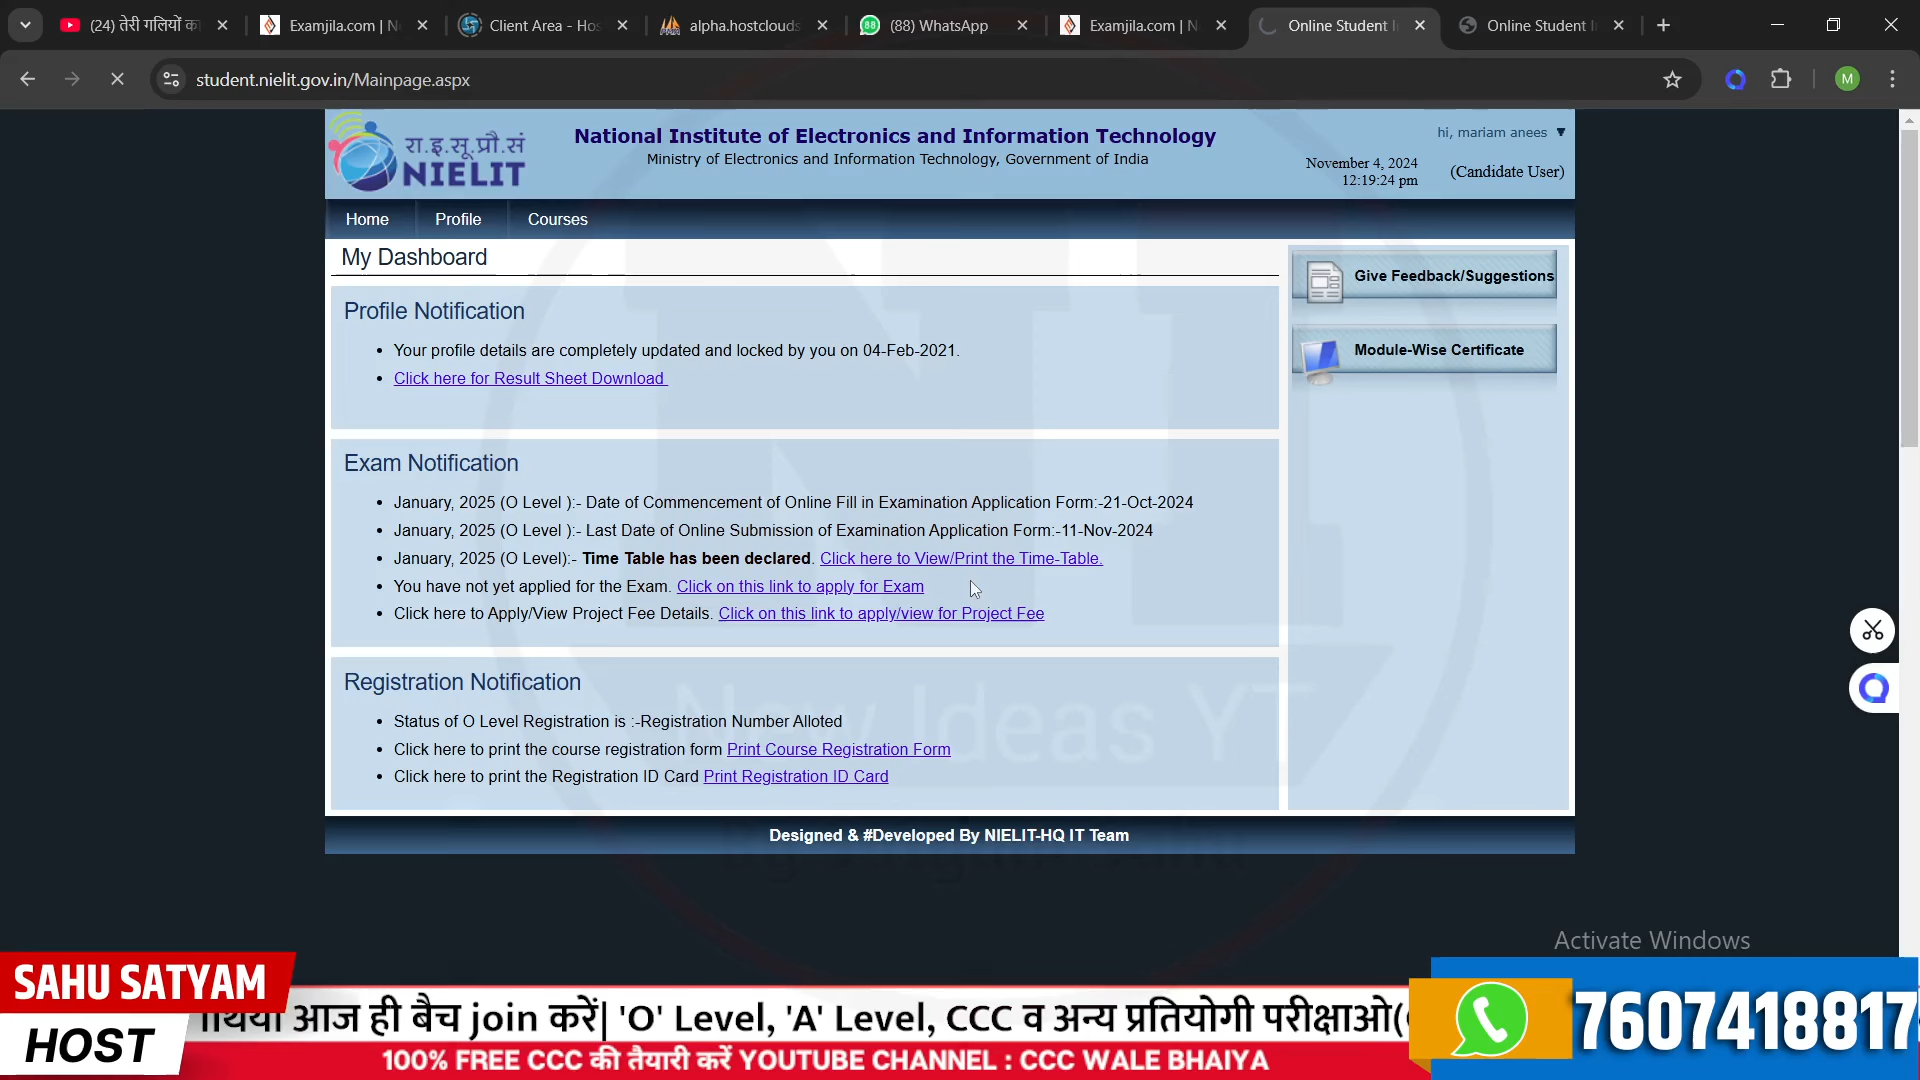 (24) तेरी गलियों क
Examjila.com | N
Client Area - Hos
alpha.hostclouds
(88) WhatsApp
Examjila.com | N
Online Student I
Online Student I
student.nielit.gov.in/Mainpage.aspx
M
रा.इ.सू.प्रौ.सं
NIELIT
National Institute of Electronics and Information Technology
Ministry of Electronics and Information Technology, Government of India
hi, mariam anees ▼
November 4, 2024
12:19:24 pm
(Candidate User)
Home
Profile
Courses
My Dashboard
Give Feedback/Suggestions
Module-Wise Certificate
Profile Notification
Your profile details are completely updated and locked by you on 04-Feb-2021.
Click here for Result Sheet Download
Exam Notification
January, 2025 (O Level ):- Date of Commencement of Online Fill in Examination Application Form:-21-Oct-2024
January, 2025 (O Level ):- Last Date of Online Submission of Examination Application Form:-11-Nov-2024
January, 2025 (O Level):- Time Table has been declared. Click here to View/Print the Time-Table.
You have not yet applied for the Exam. Click on this link to apply for Exam
Click here to Apply/View Project Fee Details. Click on this link to apply/view for Project Fee
Registration Notification
Status of O Level Registration is :-Registration Number Alloted
Click here to print the course registration form Print Course Registration Form
Click here to print the Registration ID Card Print Registration ID Card
New Ideas YT
Designed & #Developed By NIELIT-HQ IT Team
Activate Windows
SAHU SATYAM
HOST
आज ही बैच join करें| 'O' Level, 'A' Level, CCC व अन्य प्रतियोगी परीक्षाओ(
7607418817
100% FREE CCC की तैयारी करें YOUTUBE CHANNEL : CCC WALE BHAIYA